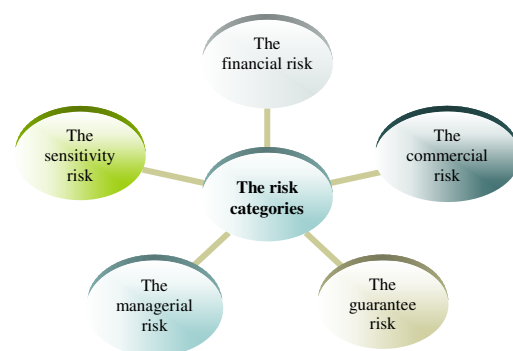 The
financial risk
The
sensitivity
risk
The
commercial
risk
The risk
categories
The
managerial
risk
The
guarantee
risk